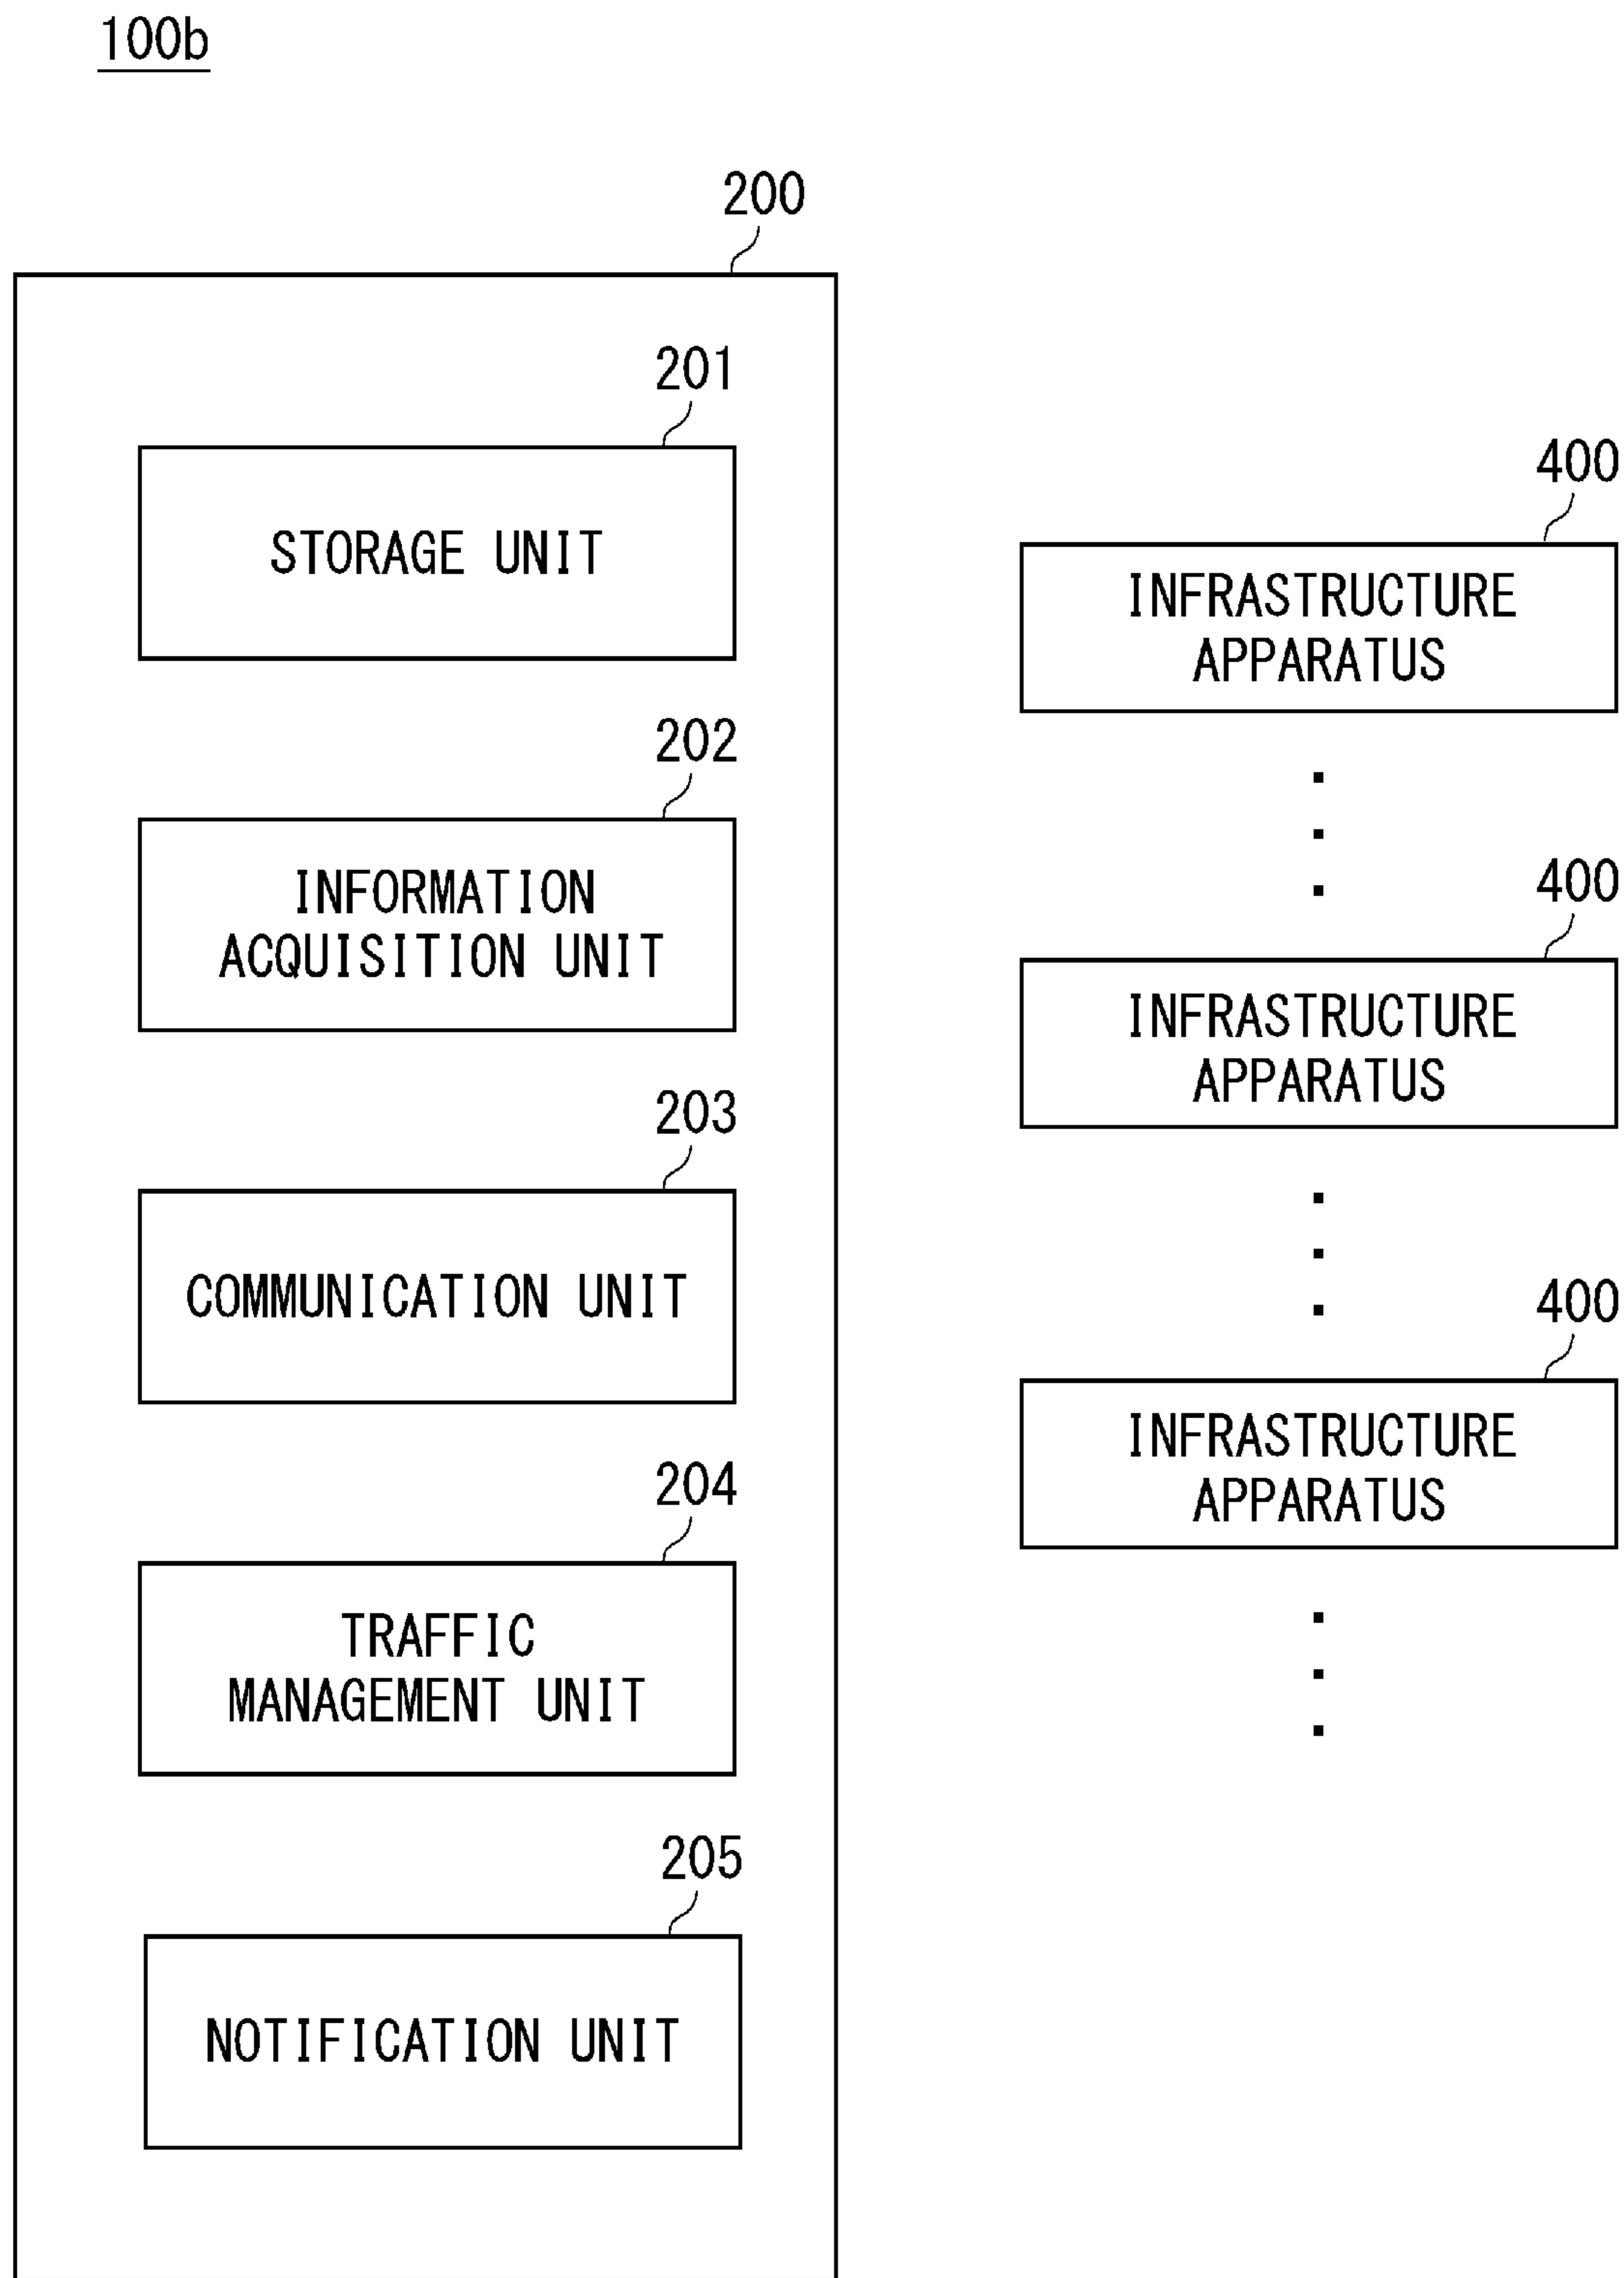 100b
200
201
STORAGE UNIT
202
INFORMATION
ACQUISITION UNIT
203
COMMUNICATION UNIT
204
TRAFFIC
MANAGEMENT UNIT
205
NOTIFICATION UNIT
400
INFRASTRUCTURE
APPARATUS
400
INFRASTRUCTURE
APPARATUS
400
INFRASTRUCTURE
APPARATUS